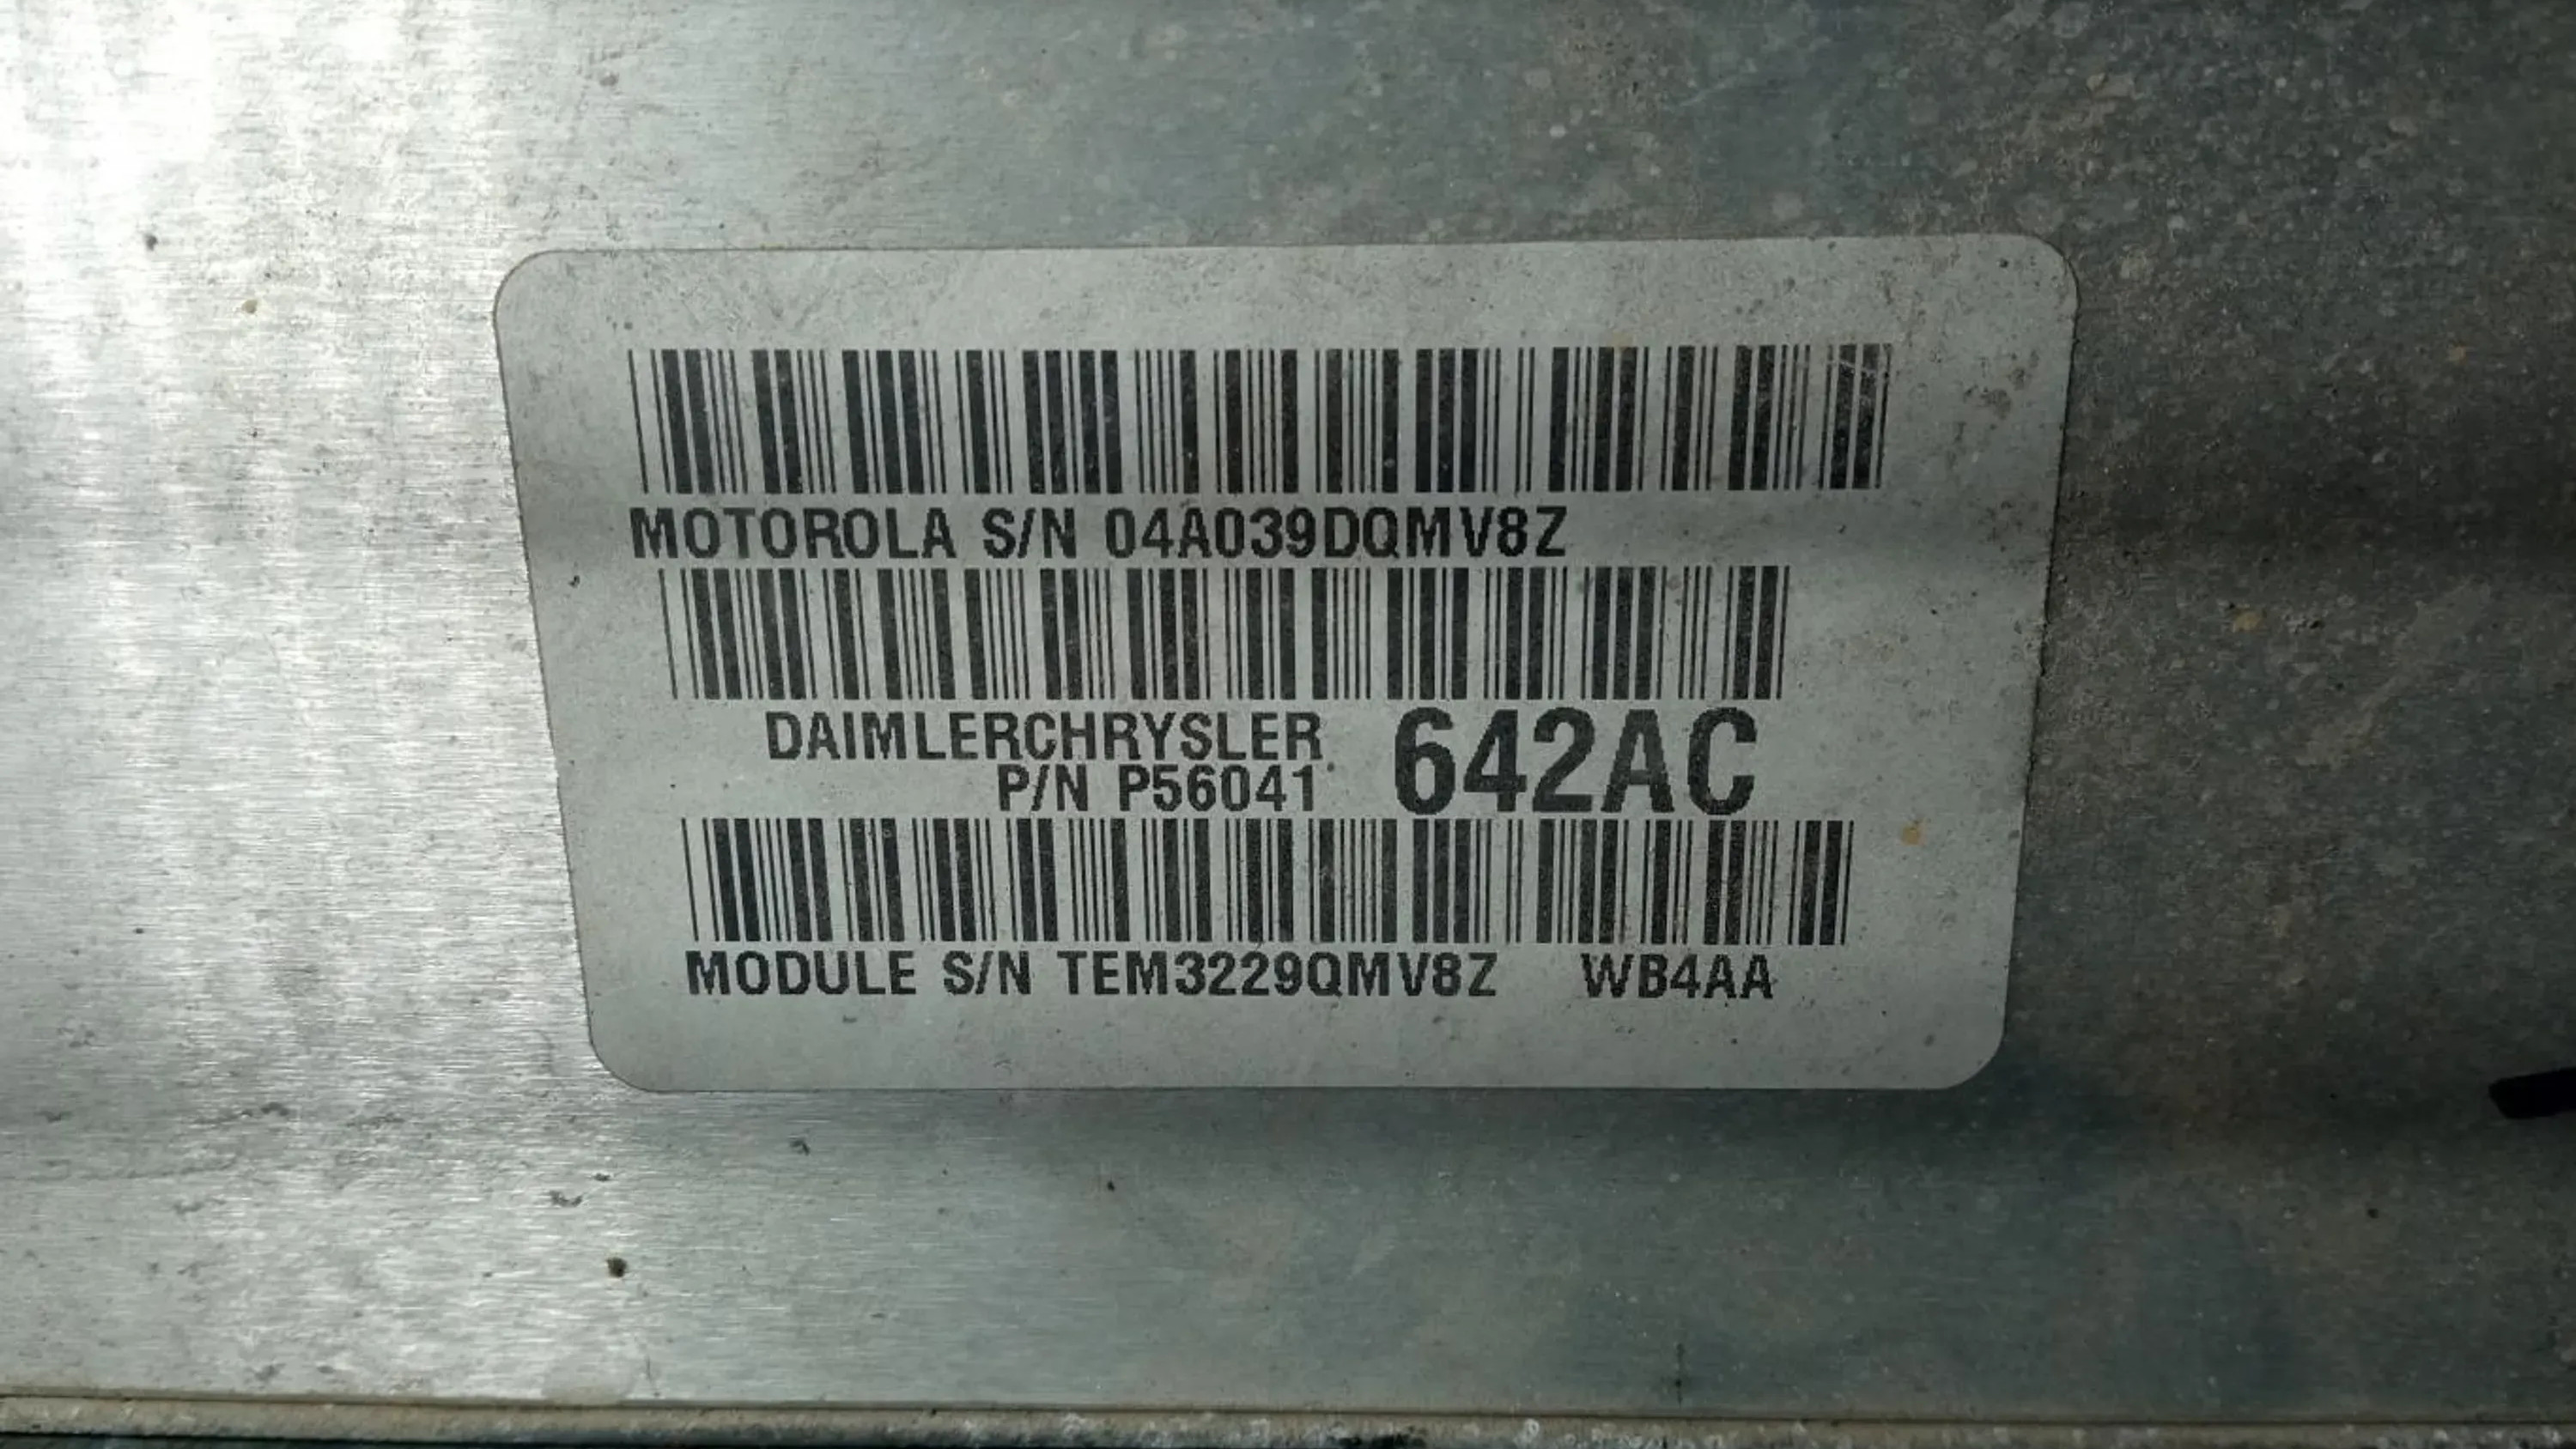 MOTOROLA S/N 04A039DQMV8Z
DAIMLERCHRYSLER 642AC
P/N P56041
MODULE S/N TEM3229QMV8Z WB4AA